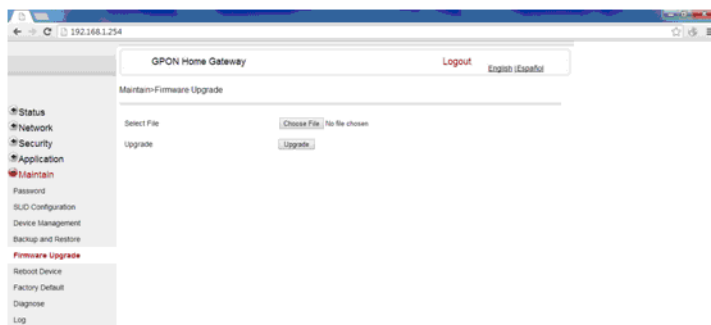 192.168.1.254
GPON Home Gateway
Logout
English |Español
Maintain>Firmware Upgrade
Status
Network
Security
Application
Maintain
Password
SLID Configuration
Device Management
Backup and Restore
Firmware Upgrade
Reboot Device
Factory Default
Diagnose
Log
Select File
Choose File No file chosen
Upgrade
Upgrade